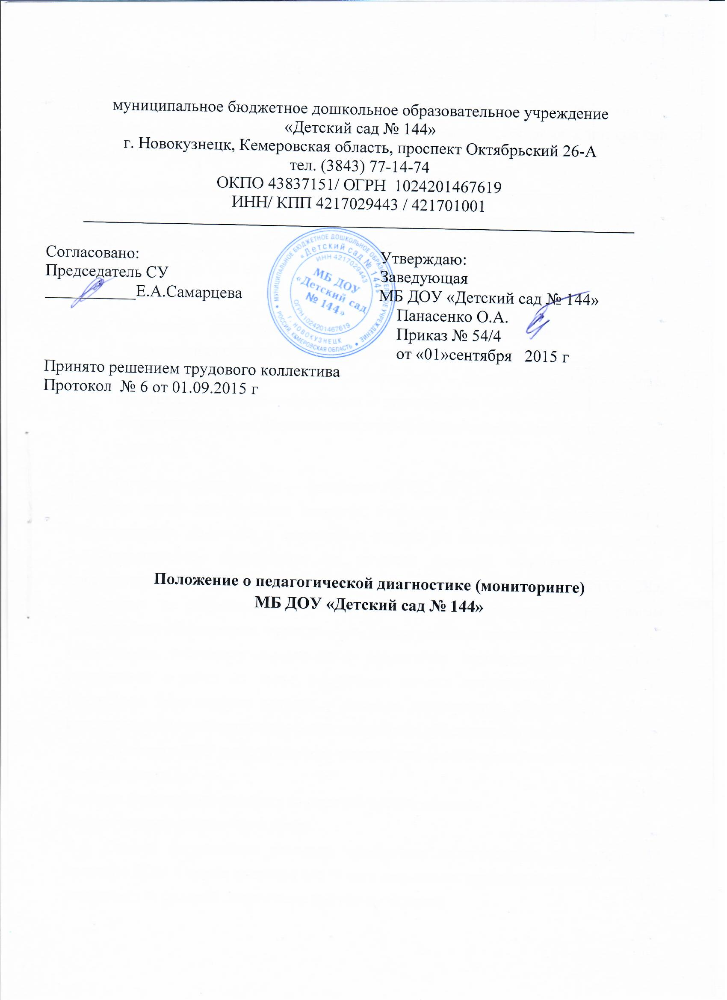 муниципальное бюджетное дошкольное образовательное учреждение
«Детский сад № 144»
г. Новокузнецк, Кемеровская область, проспект Октябрьский 26-А
тел. (3843) 77-14-74
ОКПО 43837151/ ОГРН  1024201467619
ИНН/ КПП 4217029443 / 421701001
Согласовано:
Председатель СУ
___________Е.А.Самарцева
МУНИЦИПАЛЬНОЕ БЮДЖЕТНОЕ ДОШКОЛЬНОЕ ОБРАЗОВАТЕЛЬНОЕ УЧРЕЖДЕНИЕ
• РОССИЯ, КЕМЕРОВСКАЯ ОБЛАСТЬ •
«Детский сад № 144»
г. НОВОКУЗНЕЦК
ИНН 4217029443
ОГРН 1024201467619
МБ ДОУ
«Детский сад
№ 144»
Утверждаю:
Заведующая
МБ ДОУ «Детский сад № 144»
Панасенко О.А.
Приказ № 54/4
от «01»сентября   2015 г
Принято решением трудового коллектива
Протокол  № 6 от 01.09.2015 г
Положение о педагогической диагностике (мониторинге)
МБ ДОУ «Детский сад № 144»